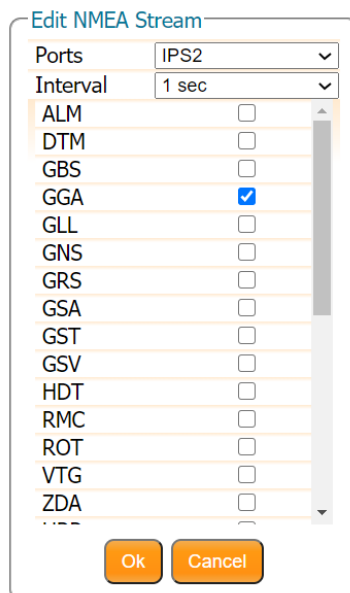 Edit NMEA Stream
Ports IPS2
Interval 1 sec
ALM
DTM
GBS
GGA
GLL
GNS
GRS
GSA
GST
GSV
HDT
RMC
ROT
VTG
ZDA
Ok Cancel